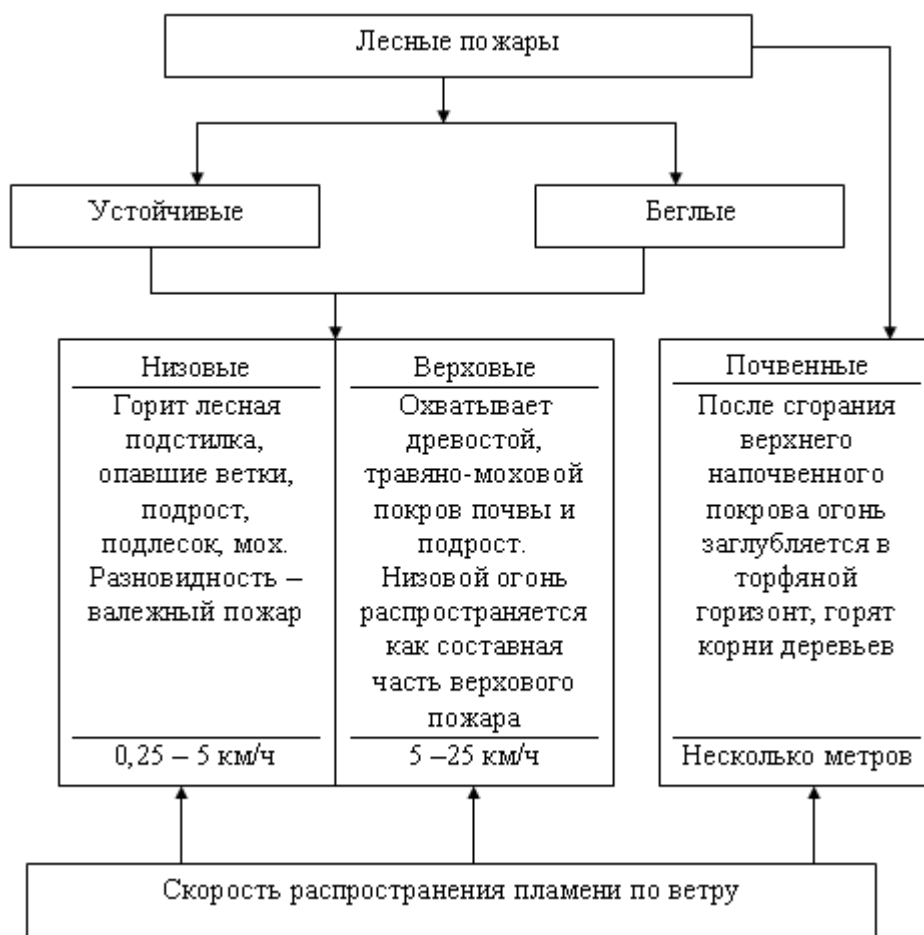 Лесные пожары
Устойчивые
Беглые
Низовые
Горит лесная
подстилка,
опавшие ветки,
подрост,
подлесок, мох.
Разновидность –
валежный пожар
0,25 – 5 км/ч
Верховые
Охватывает
древостой,
травяно-моховой
покров почвы и
подрост.
Низовой огонь
распространяется
как составная
часть верхового
пожара
5 –25 км/ч
Почвенные
После сгорания
верхнего
напочвенного
покрова огонь
заглубляется в
торфяной
горизонт, горят
корни деревьев
Несколько метров
Скорость распространения пламени по ветру